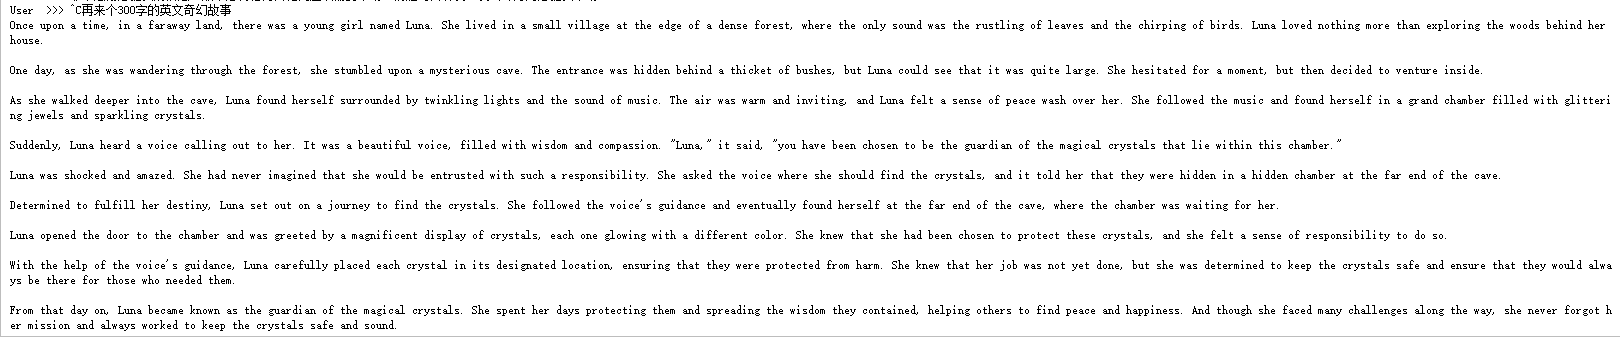 User >>> ^C再来个300字的英文奇幻故事
Once upon a time, in a faraway land, there was a young girl named Luna. She lived in a small village at the edge of a dense forest, where the only sound was the rustling of leaves and the chirping of birds. Luna loved nothing more than exploring the woods behind her
house.
One day, as she was wandering through the forest, she stumbled upon a mysterious cave. The entrance was hidden behind a thicket of bushes, but Luna could see that it was quite large. She hesitated for a moment, but then decided to venture inside.
As she walked deeper into the cave, Luna found herself surrounded by twinkling lights and the sound of music. The air was warm and inviting, and Luna felt a sense of peace wash over her. She followed the music and found herself in a grand chamber filled with glitteri
ng jewels and sparkling crystals.
Suddenly, Luna heard a voice calling out to her. It was a beautiful voice, filled with wisdom and compassion. "Luna," it said, "you have been chosen to be the guardian of the magical crystals that lie within this chamber."
Luna was shocked and amazed. She had never imagined that she would be entrusted with such a responsibility. She asked the voice where she should find the crystals, and it told her that they were hidden in a hidden chamber at the far end of the cave.
Determined to fulfill her destiny, Luna set out on a journey to find the crystals. She followed the voice's guidance and eventually found herself at the far end of the cave, where the chamber was waiting for her.
Luna opened the door to the chamber and was greeted by a magnificent display of crystals, each one glowing with a different color. She knew that she had been chosen to protect these crystals, and she felt a sense of responsibility to do so.
With the help of the voice's guidance, Luna carefully placed each crystal in its designated location, ensuring that they were protected from harm. She knew that her job was not yet done, but she was determined to keep the crystals safe and ensure that they would alwa
ys be there for those who needed them.
From that day on, Luna became known as the guardian of the magical crystals. She spent her days protecting them and spreading the wisdom they contained, helping others to find peace and happiness. And though she faced many challenges along the way, she never forgot h
er mission and always worked to keep the crystals safe and sound.